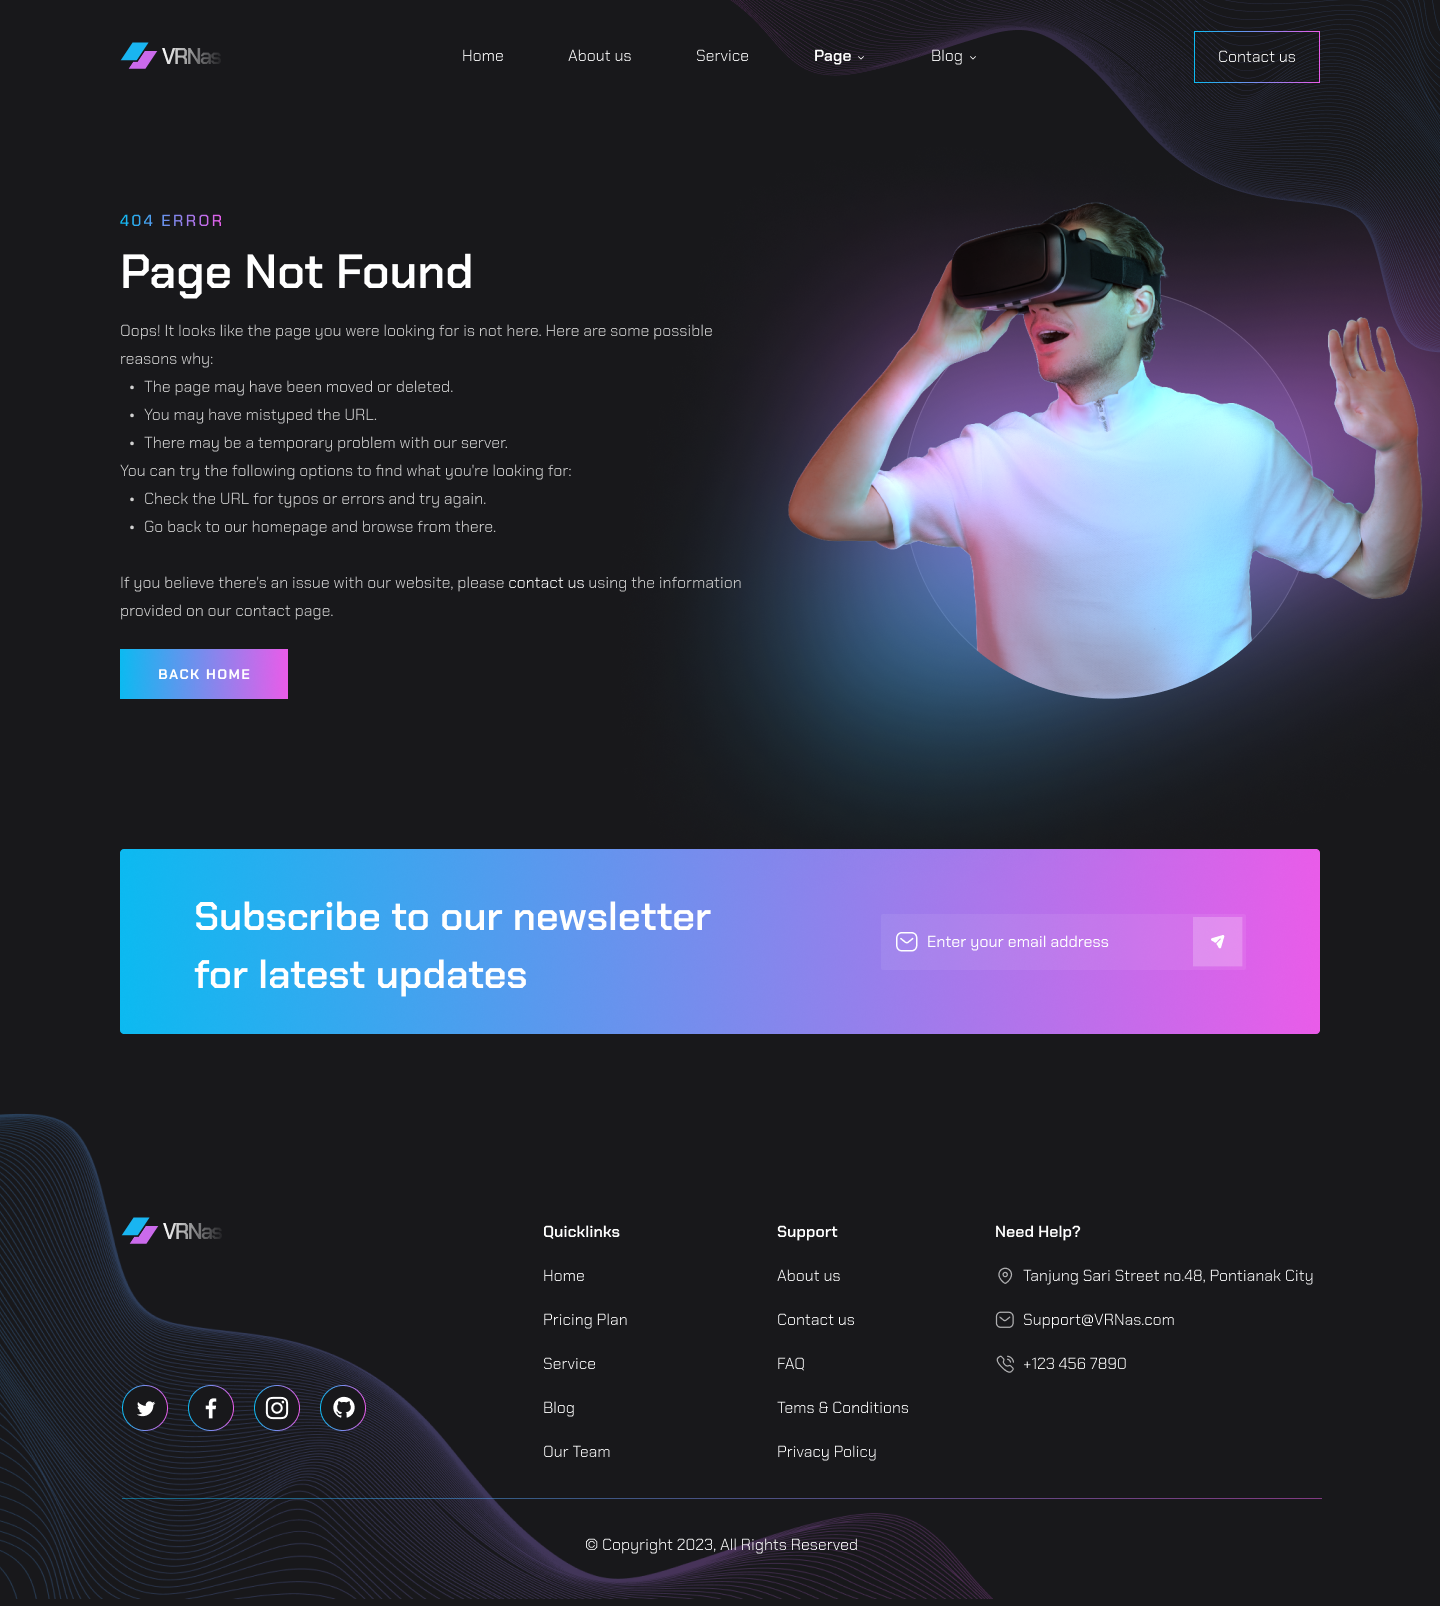 VRNas
Home
About us
Service
Page
Blog
Contact us
404 ERROR
Page Not Found
Oops! It looks like the page you were looking for is not here. Here are some possible
reasons why:
• The page may have been moved or deleted.
• You may have mistyped the URL.
• There may be a temporary problem with our server.
You can try the following options to find what you're looking for:
• Check the URL for typos or errors and try again.
• Go back to our homepage and browse from there.
If you believe there's an issue with our website, please contact us using the information
provided on our contact page.
BACK HOME
Subscribe to our newsletter
for latest updates
Enter your email address
VRNas
Quicklinks
Home
Pricing Plan
Service
Blog
Our Team
Support
About us
Contact us
FAQ
Tems & Conditions
Privacy Policy
Need Help?
Tanjung Sari Street no.48, Pontianak City
Support@VRNas.com
+123 456 7890
© Copyright 2023, All Rights Reserved